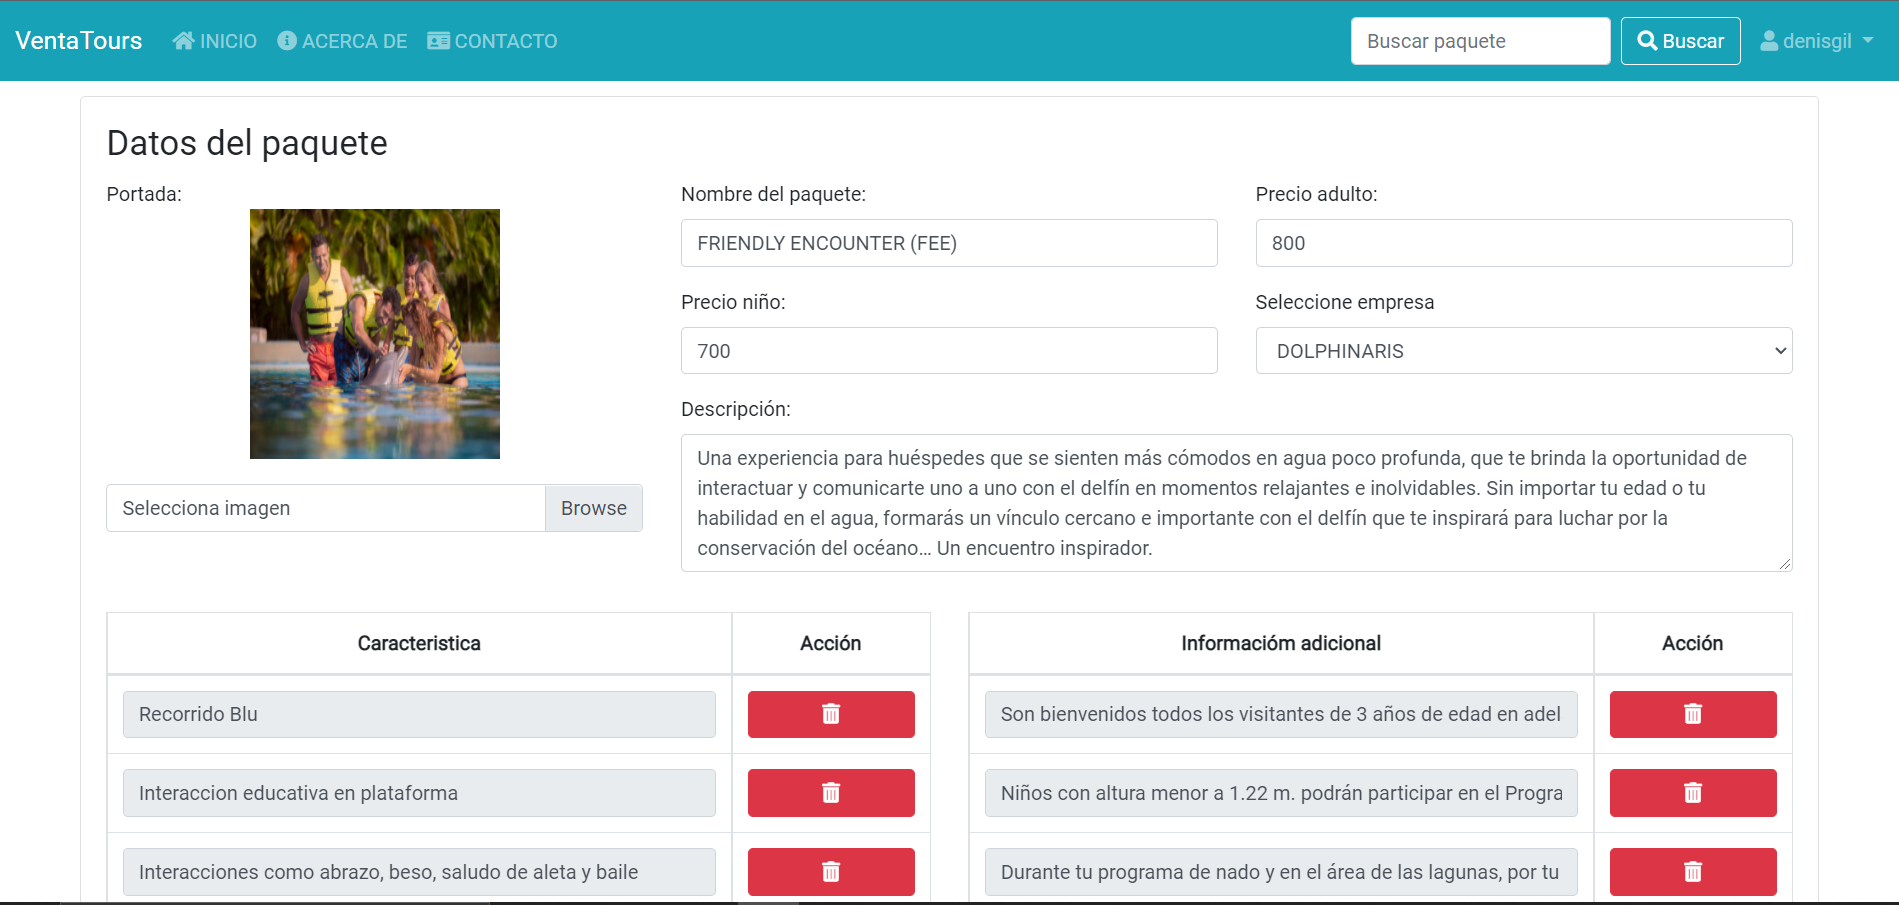 VentaTours INICIO ACERCA DE CONTACTO Buscar paquete Buscar denisgil
Datos del paquete
Portada:
Selecciona imagen Browse
Nombre del paquete:
FRIENDLY ENCOUNTER (FEE)
Precio adulto:
800
Precio niño:
700
Seleccione empresa
DOLPHINARIS
Descripción:
Una experiencia para huéspedes que se sienten más cómodos en agua poco profunda, que te brinda la oportunidad de
interactuar y comunicarte uno a uno con el delfín en momentos relajantes e inolvidables. Sin importar tu edad o tu
habilidad en el agua, formarás un vínculo cercano e importante con el delfín que te inspirará para luchar por la
conservación del océano... Un encuentro inspirador.
Caracteristica Acción
Recorrido Blu
Interaccion educativa en plataforma
Interacciones como abrazo, beso, saludo de aleta y baile
Informacióm adicional Acción
Son bienvenidos todos los visitantes de 3 años de edad en adel
Niños con altura menor a 1.22 m. podrán participar en el Progra
Durante tu programa de nado y en el área de las lagunas, por tu